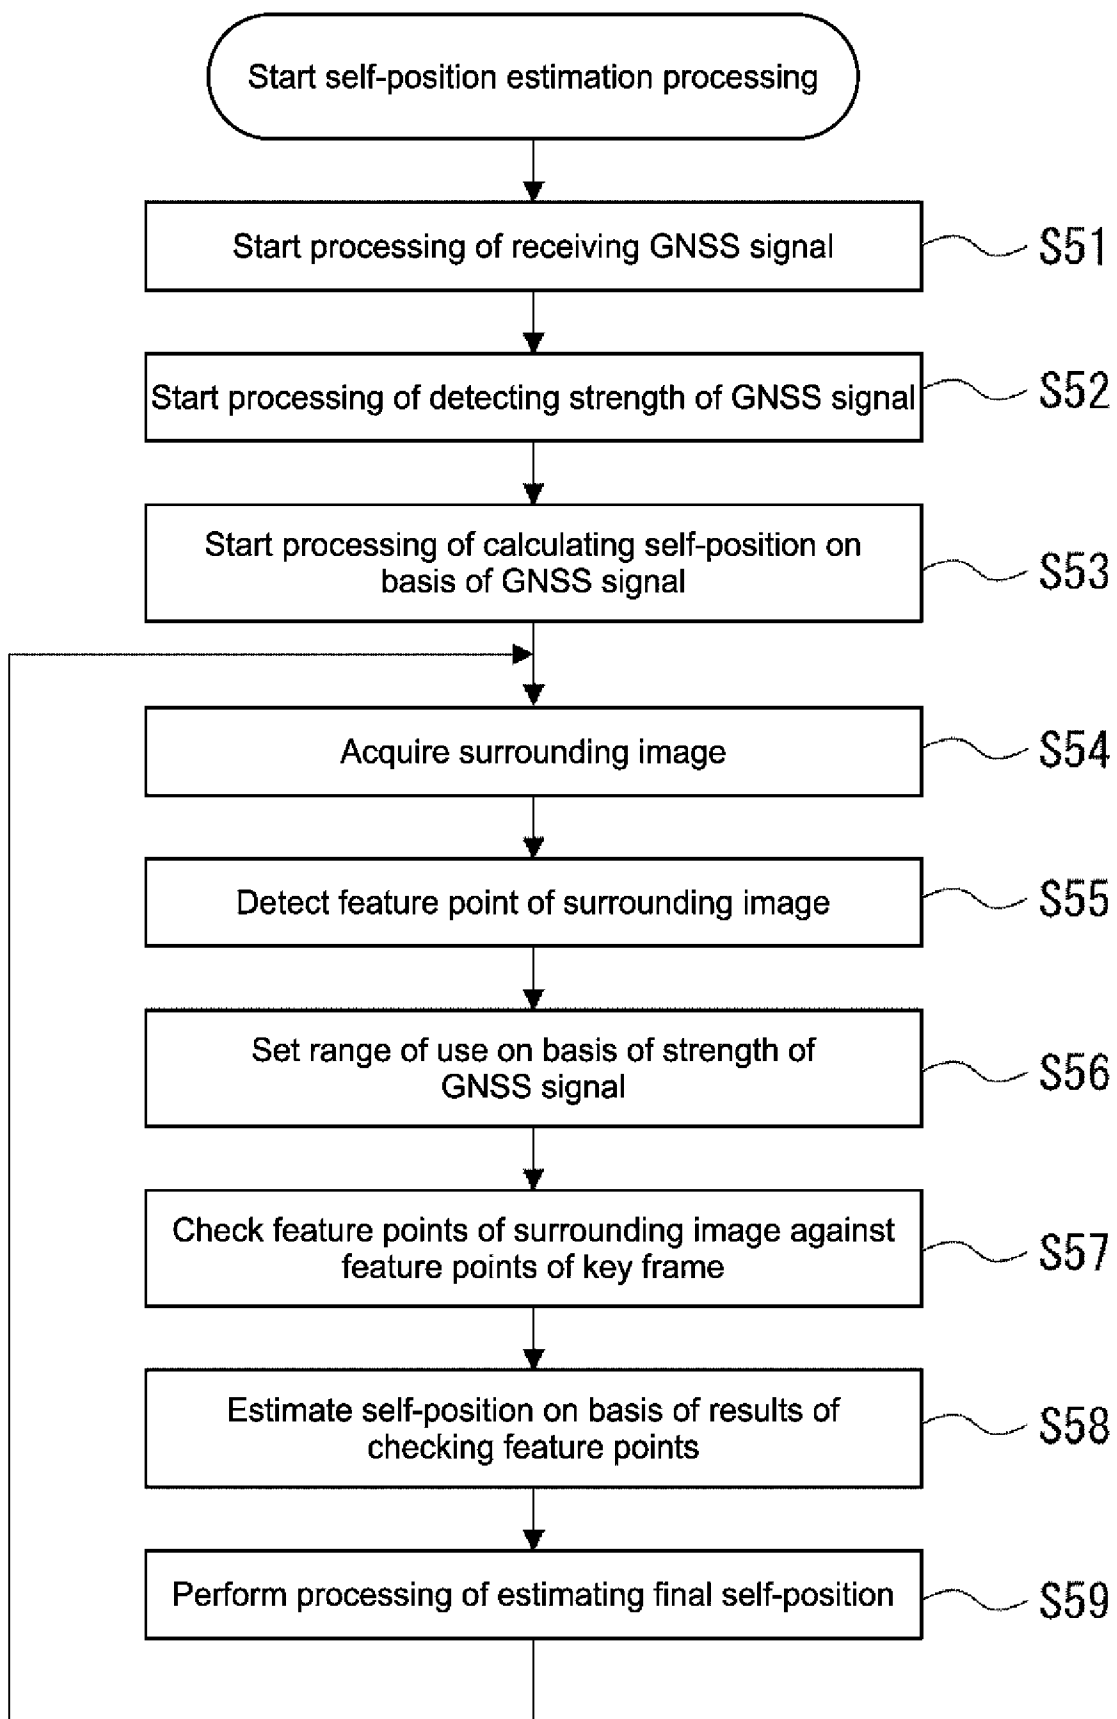 Start self-position estimation processing
Start processing of receiving GNSS signal
S51
Start processing of detecting strength of GNSS signal
S52
Start processing of calculating self-position on
basis of GNSS signal
S53
Acquire surrounding image
S54
Detect feature point of surrounding image
S55
Set range of use on basis of strength of
GNSS signal
S56
Check feature points of surrounding image against
feature points of key frame
S57
Estimate self-position on basis of results of
checking feature points
S58
Perform processing of estimating final self-position
S59